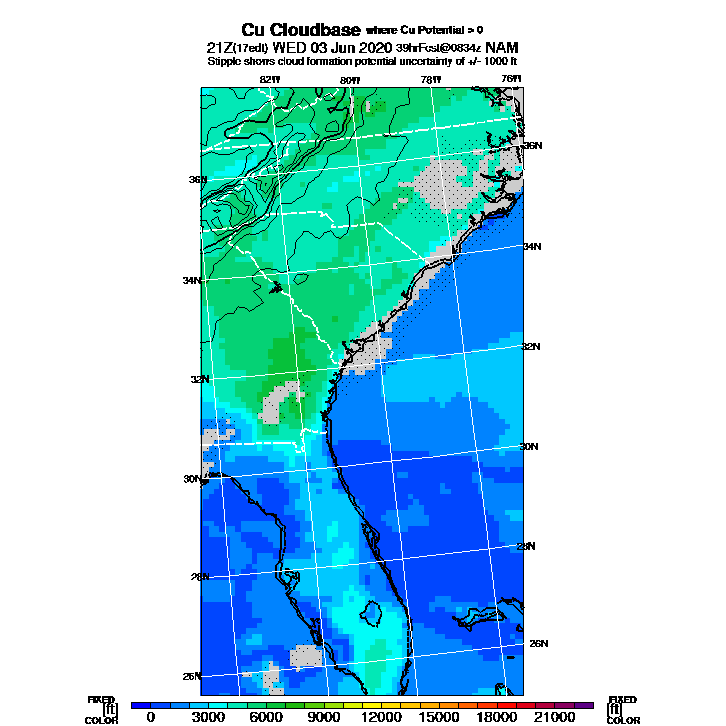 Cu Cloudbase where Cu Potential > 0
21Z(17edt) WED 03 Jun 2020 39hrFcst@0834z NAM
Stipple shows cloud formation potential uncertainty of +/- 1000 ft
82W 80W 78W 76W
36N
36N
34N
34N
32N
32N
30N
30N
28N
28N
26N
26N
FIXED FIXED
[ft] [ft]
COLOR COLOR
0 3000 6000 9000 12000 15000 18000 21000